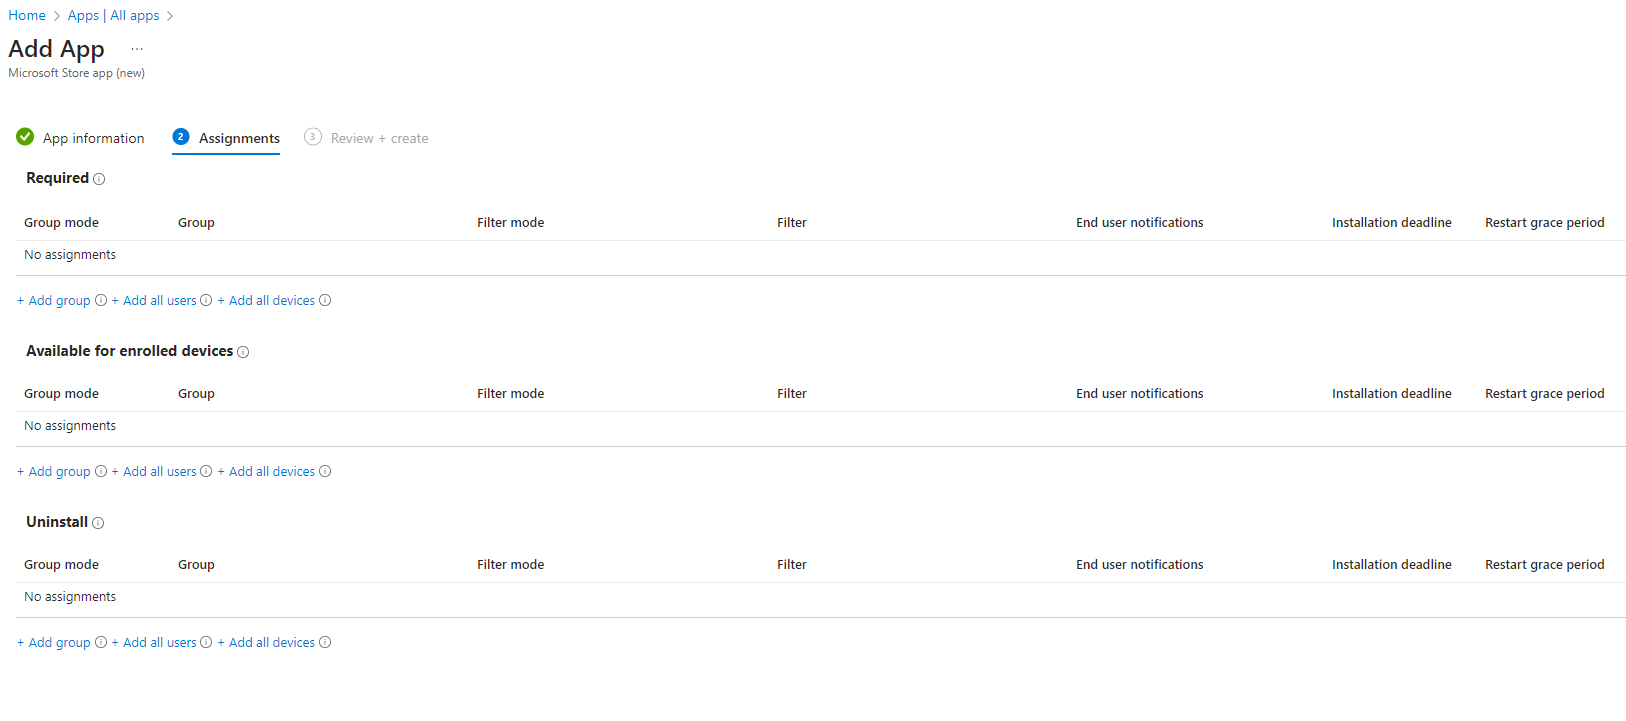 Home > Apps | All apps >
Add App ...
Microsoft Store app (new)
App information 2 Assignments 3 Review + create
Required
Group mode Group Filter mode Filter End user notifications Installation deadline Restart grace period
No assignments
+ Add group + Add all users + Add all devices
Available for enrolled devices
Group mode Group Filter mode Filter End user notifications Installation deadline Restart grace period
No assignments
+ Add group + Add all users + Add all devices
Uninstall
Group mode Group Filter mode Filter End user notifications Installation deadline Restart grace period
No assignments
+ Add group + Add all users + Add all devices